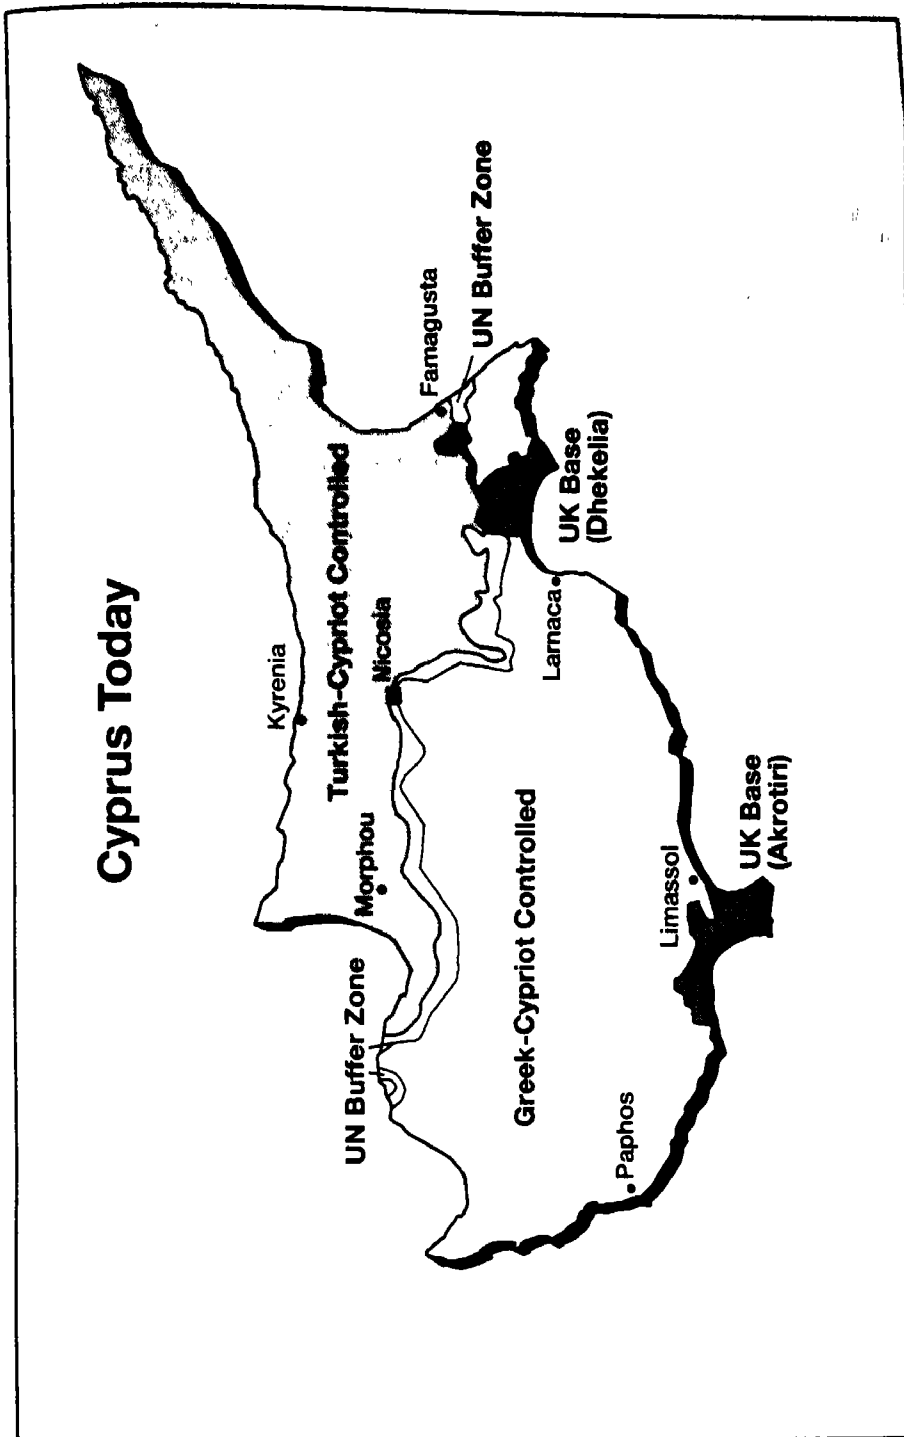 Cyprus Today
Kyrenia
Turkish-Cypriot Controlled
Morphou
Nicosia
Famagusta
UN Buffer Zone
UN Buffer Zone
Greek-Cypriot Controlled
Larnaca
UK Base
(Dhekelia)
Paphos
Limassol
UK Base
(Akrotiri)